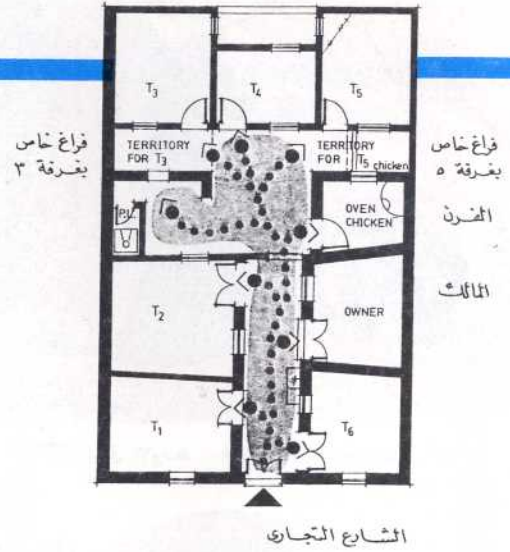 T3
T4
T5
فراغ خاص
بغرفة ٣
TERRITORY
FOR T3
TERRITORY
FOR T5 chicken
فراغ خاص
بغرفة ٥
OVEN
CHICKEN
الفرن
P.L.
T2
OWNER
المالك
T1
T6
الشارع التجارى